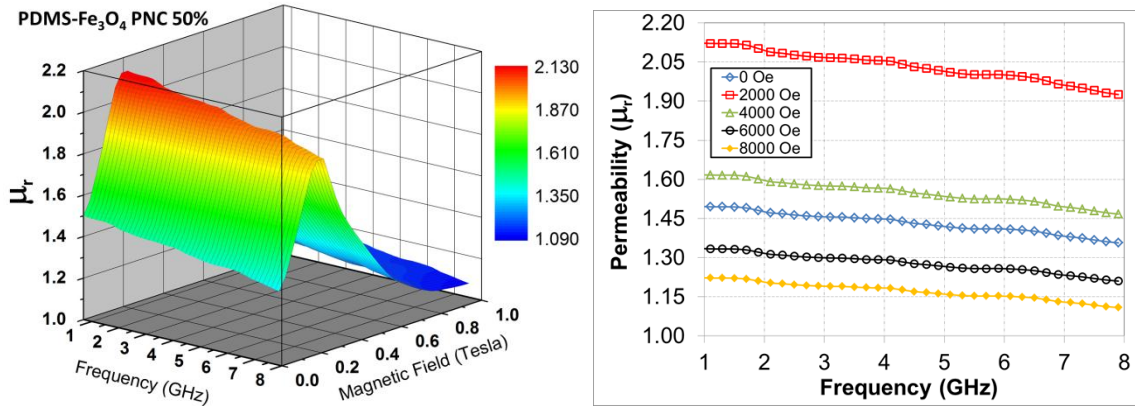 PDMS-Fe₃O₄ PNC 50%
2.2
2.0
1.8
1.6
1.4
1.2
1.0
μr
1 2 3 4 5 6 7 8
Frequency (GHz)
0.0 0.2 0.4 0.6 0.8 1.0
Magnetic Field (Tesla)
2.130
1.870
1.610
1.350
1.090
2.20
2.05
1.90
1.75
1.60
1.45
1.30
1.15
1.00
Permeability (μr)
0 Oe
2000 Oe
4000 Oe
6000 Oe
8000 Oe
1 2 3 4 5 6 7 8
Frequency (GHz)